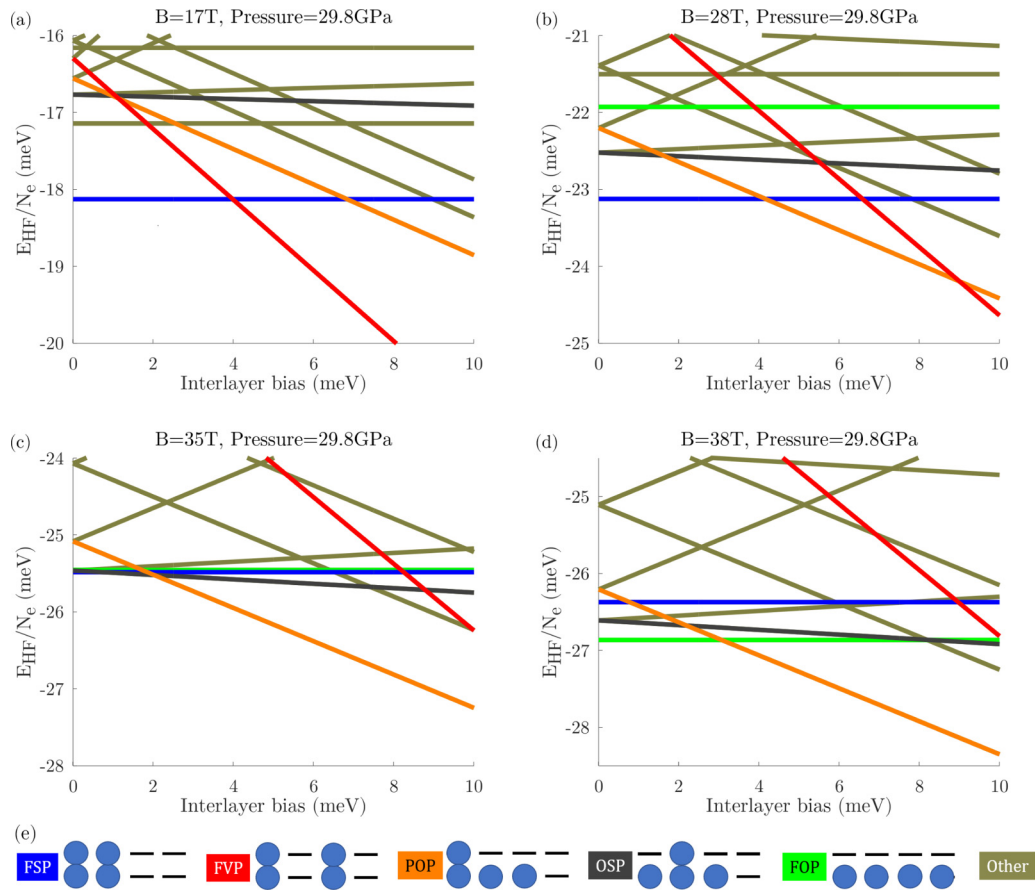 (a)
B=17T, Pressure=29.8GPa
-16
-17
-18
-19
-20
E_HF/N_e (meV)
0 2 4 6 8 10
Interlayer bias (meV)
(b)
B=28T, Pressure=29.8GPa
-21
-22
-23
-24
-25
E_HF/N_e (meV)
0 2 4 6 8 10
Interlayer bias (meV)
(c)
B=35T, Pressure=29.8GPa
-24
-25
-26
-27
-28
E_HF/N_e (meV)
0 2 4 6 8 10
Interlayer bias (meV)
(d)
B=38T, Pressure=29.8GPa
-25
-26
-27
-28
E_HF/N_e (meV)
0 2 4 6 8 10
Interlayer bias (meV)
(e)
FSP FVP POP OSP FOP Other